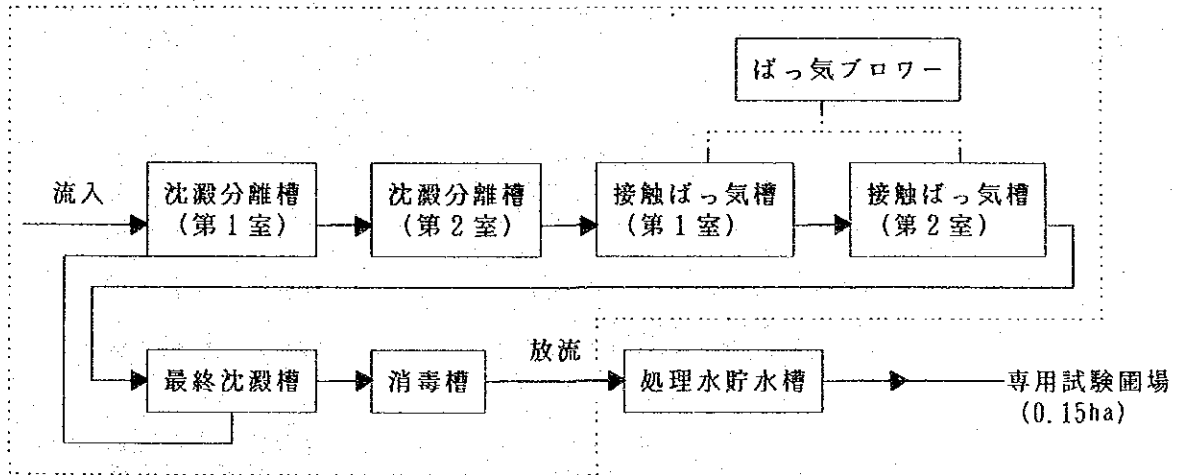 ばっ気ブロワー
流入
沈澱分離槽
(第1室)
沈澱分離槽
(第2室)
接触ばっ気槽
(第1室)
接触ばっ気槽
(第2室)
最終沈澱槽
消毒槽
放流
処理水貯水槽
専用試験圃場
(0.15ha)